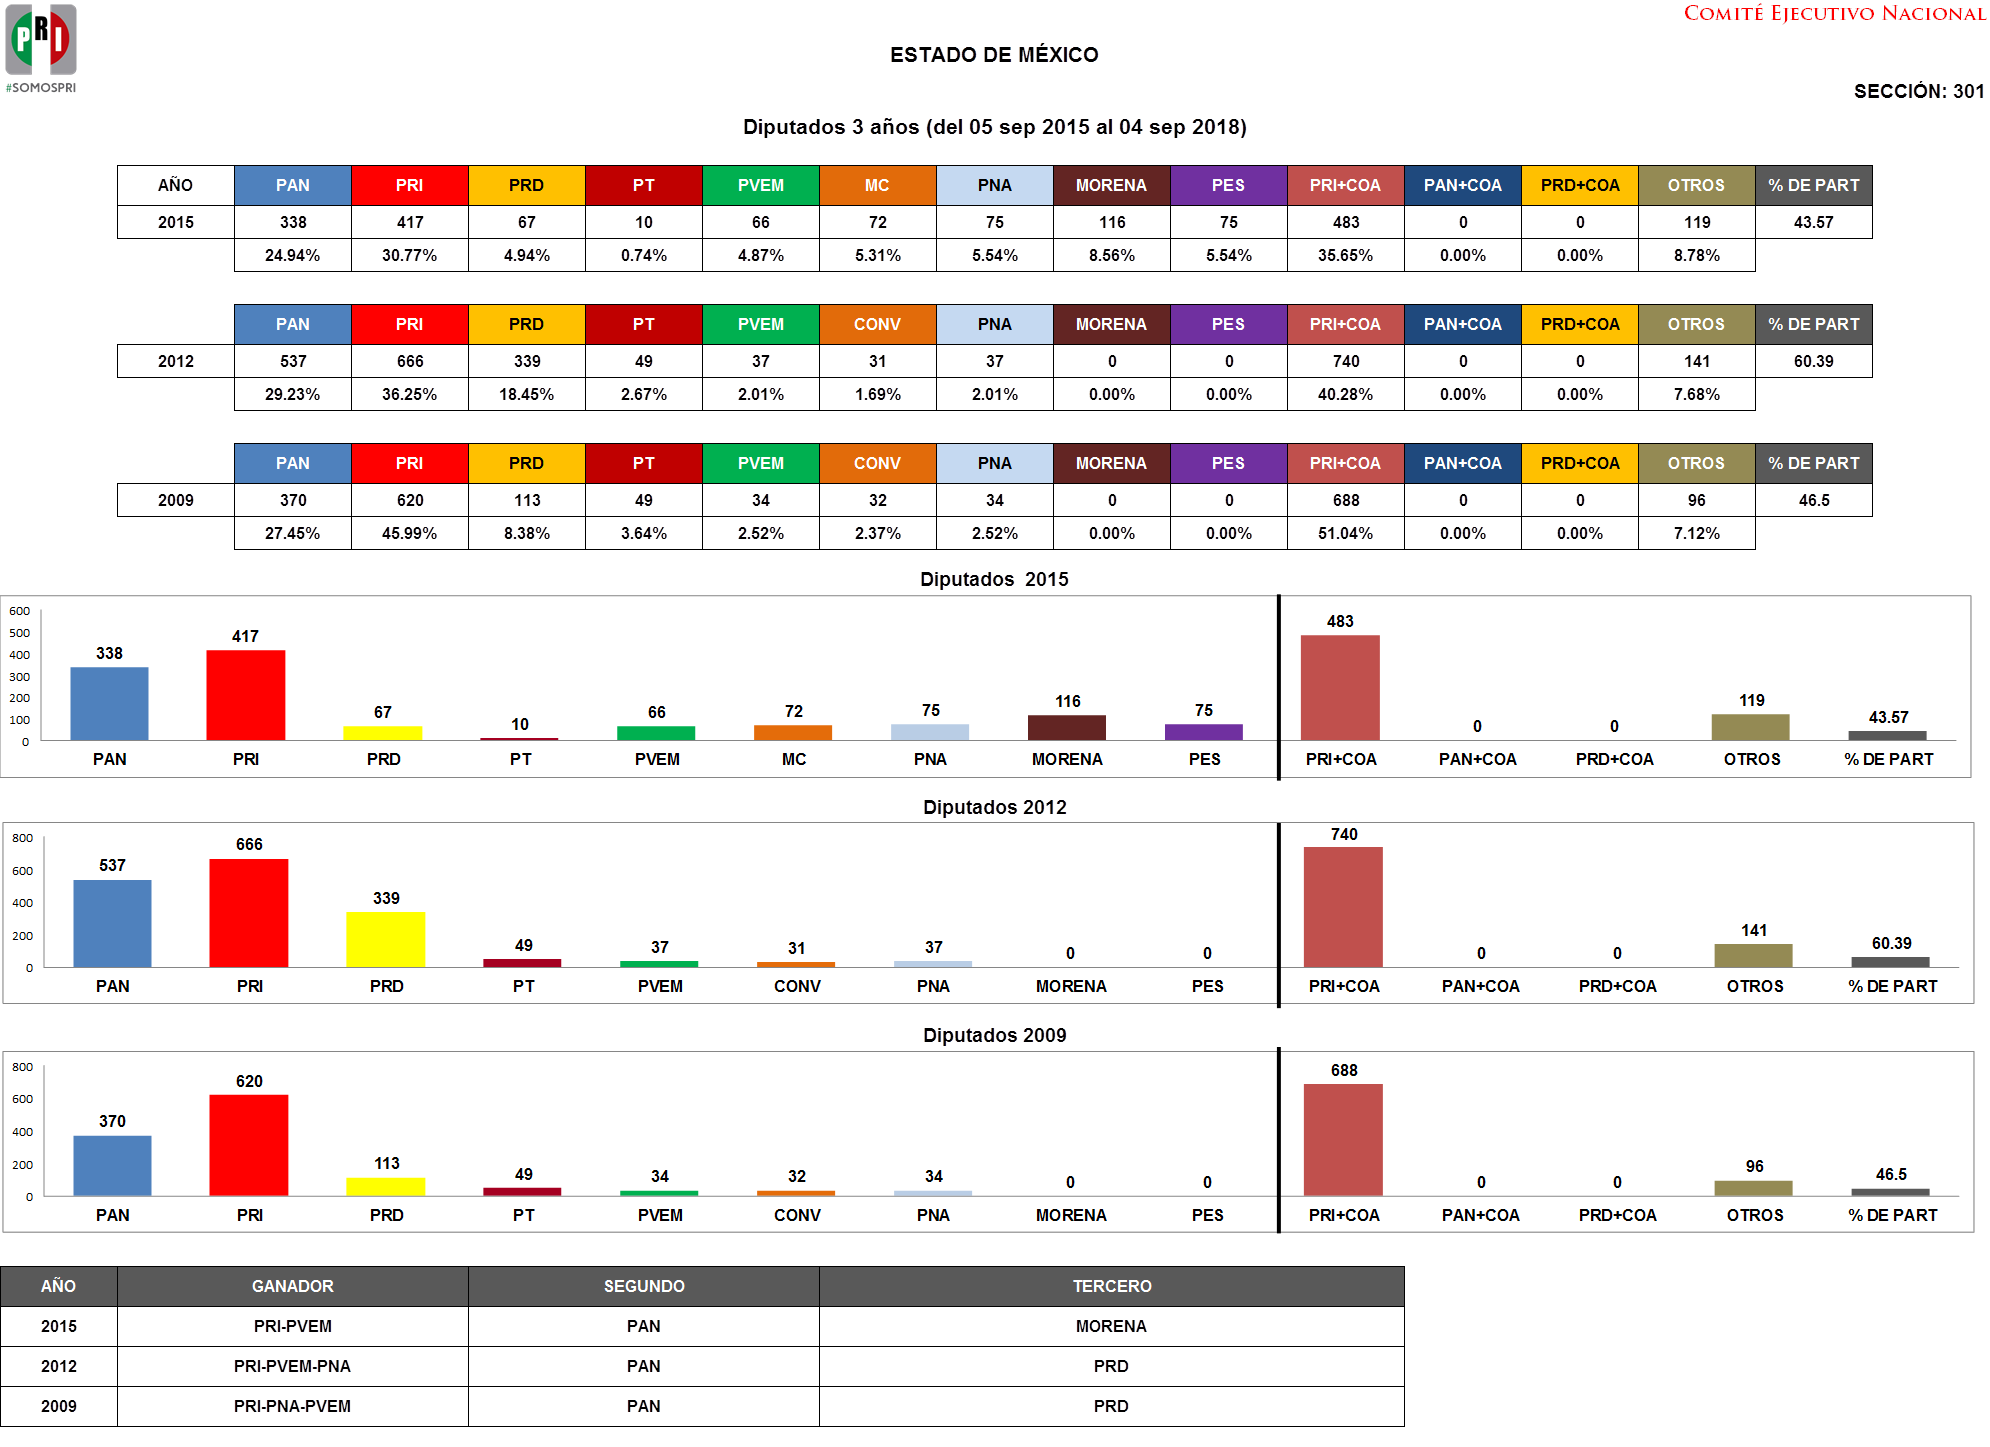 PRI
#SOMOSPRI
COMITÉ EJECUTIVO NACIONAL
ESTADO DE MÉXICO
SECCIÓN: 301
Diputados 3 años (del 05 sep 2015 al 04 sep 2018)
AÑO PAN PRI PRD PT PVEM MC PNA MORENA PES PRI+COA PAN+COA PRD+COA OTROS % DE PART
2015 338 417 67 10 66 72 75 116 75 483 0 0 119 43.57
24.94% 30.77% 4.94% 0.74% 4.87% 5.31% 5.54% 8.56% 5.54% 35.65% 0.00% 0.00% 8.78%
PAN PRI PRD PT PVEM CONV PNA MORENA PES PRI+COA PAN+COA PRD+COA OTROS % DE PART
2012 537 666 339 49 37 31 37 0 0 740 0 0 141 60.39
29.23% 36.25% 18.45% 2.67% 2.01% 1.69% 2.01% 0.00% 0.00% 40.28% 0.00% 0.00% 7.68%
PAN PRI PRD PT PVEM CONV PNA MORENA PES PRI+COA PAN+COA PRD+COA OTROS % DE PART
2009 370 620 113 49 34 32 34 0 0 688 0 0 96 46.5
27.45% 45.99% 8.38% 3.64% 2.52% 2.37% 2.52% 0.00% 0.00% 51.04% 0.00% 0.00% 7.12%
Diputados 2015
600
500
400
300
200
100
0
338 417 67 10 66 72 75 116 75 483 0 0 119 43.57
PAN PRI PRD PT PVEM MC PNA MORENA PES PRI+COA PAN+COA PRD+COA OTROS % DE PART
Diputados 2012
800
600
400
200
0
537 666 339 49 37 31 37 0 0 740 0 0 141 60.39
PAN PRI PRD PT PVEM CONV PNA MORENA PES PRI+COA PAN+COA PRD+COA OTROS % DE PART
Diputados 2009
800
600
400
200
0
370 620 113 49 34 32 34 0 0 688 0 0 96 46.5
PAN PRI PRD PT PVEM CONV PNA MORENA PES PRI+COA PAN+COA PRD+COA OTROS % DE PART
AÑO GANADOR SEGUNDO TERCERO
2015 PRI-PVEM PAN MORENA
2012 PRI-PVEM-PNA PAN PRD
2009 PRI-PNA-PVEM PAN PRD